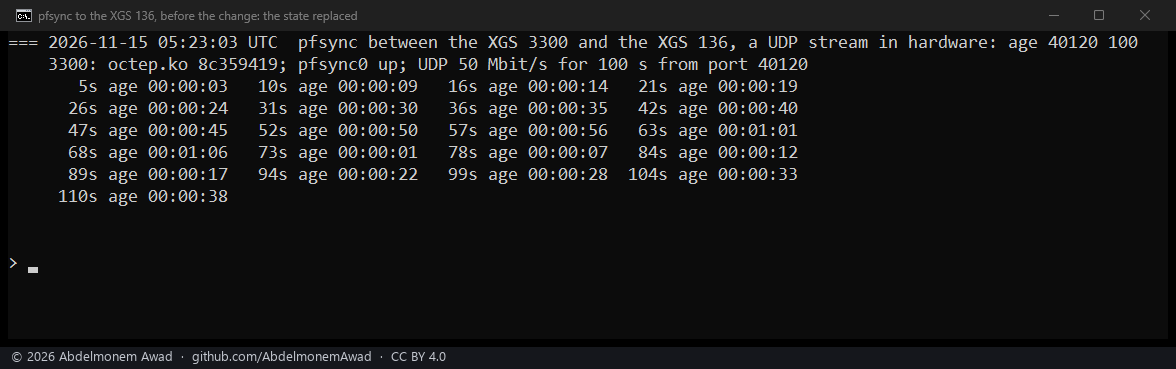 pfsync to the XGS 136, before the change: the state replaced
=== 2026-11-15 05:23:03 UTC  pfsync between the XGS 3300 and the XGS 136, a UDP stream in hardware: age 40120 100
3300: octep.ko 8c359419; pfsync0 up; UDP 50 Mbit/s for 100 s from port 40120
5s age 00:00:03   10s age 00:00:09   16s age 00:00:14   21s age 00:00:19
26s age 00:00:24   31s age 00:00:30   36s age 00:00:35   42s age 00:00:40
47s age 00:00:45   52s age 00:00:50   57s age 00:00:56   63s age 00:01:01
68s age 00:01:06   73s age 00:00:01   78s age 00:00:07   84s age 00:00:12
89s age 00:00:17   94s age 00:00:22   99s age 00:00:28  104s age 00:00:33
110s age 00:00:38
>
© 2026 Abdelmonem Awad · github.com/AbdelmonemAwad · CC BY 4.0